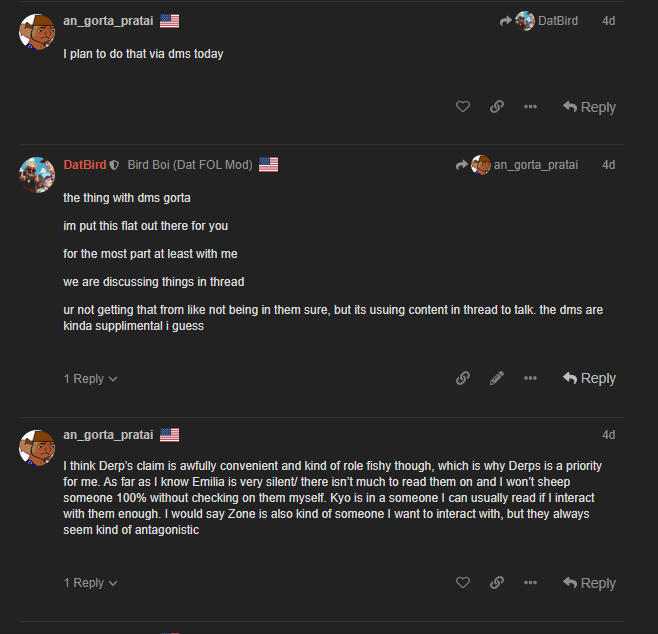 an_gorta_pratai
DatBird
4d
I plan to do that via dms today
Reply
DatBird Bird Boi (Dat FOL Mod)
an_gorta_pratai
4d
the thing with dms gorta
im put this flat out there for you
for the most part at least with me
we are discussing things in thread
ur not getting that from like not being in them sure, but its usuing content in thread to talk. the dms are
kinda supplimental i guess
1 Reply
Reply
an_gorta_pratai
4d
I think Derp's claim is awfully convenient and kind of role fishy though, which is why Derps is a priority
for me. As far as I know Emilia is very silent/ there isn't much to read them on and I won't sheep
someone 100% without checking on them myself. Kyo is in a someone I can usually read if I interact
with them enough. I would say Zone is also kind of someone I want to interact with, but they always
seem kind of antagonistic
1 Reply
Reply